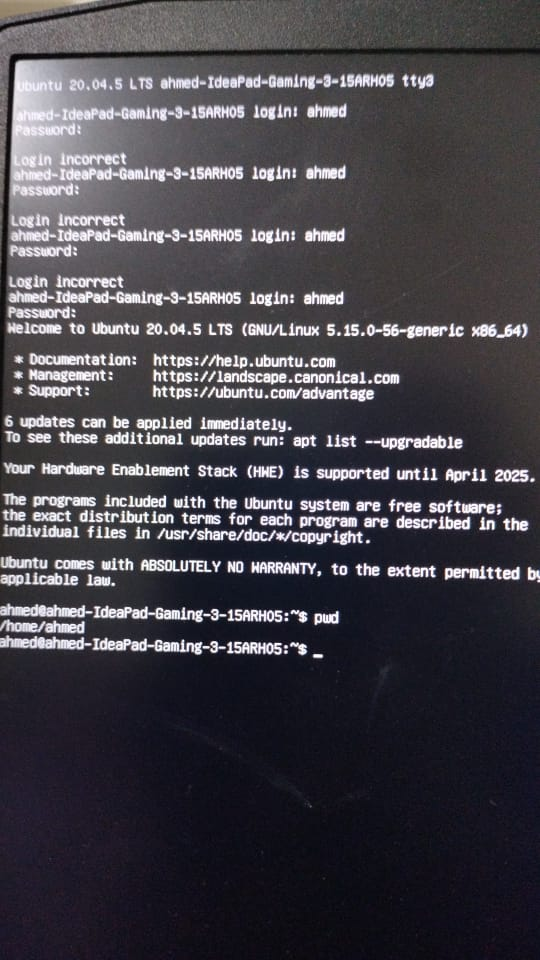 Ubuntu 20.04.5 LTS ahmed-IdeaPad-Gaming-3-15ARH05 tty3
ahmed-IdeaPad-Gaming-3-15ARH05 login: ahmed
Password:
Login incorrect
ahmed-IdeaPad-Gaming-3-15ARH05 login: ahmed
Password:
Login incorrect
ahmed-IdeaPad-Gaming-3-15ARH05 login: ahmed
Password:
Login incorrect
ahmed-IdeaPad-Gaming-3-15ARH05 login: ahmed
Password:
Welcome to Ubuntu 20.04.5 LTS (GNU/Linux 5.15.0-56-generic x86_64)
* Documentation: https://help.ubuntu.com
* Management: https://landscape.canonical.com
* Support: https://ubuntu.com/advantage
6 updates can be applied immediately.
To see these additional updates run: apt list --upgradable
Your Hardware Enablement Stack (HWE) is supported until April 2025.
The programs included with the Ubuntu system are free software;
the exact distribution terms for each program are described in the
individual files in /usr/share/doc/*/copyright.
Ubuntu comes with ABSOLUTELY NO WARRANTY, to the extent permitted by
applicable law.
ahmed@ahmed-IdeaPad-Gaming-3-15ARH05:~$ pwd
/home/ahmed
ahmed@ahmed-IdeaPad-Gaming-3-15ARH05:~$ _